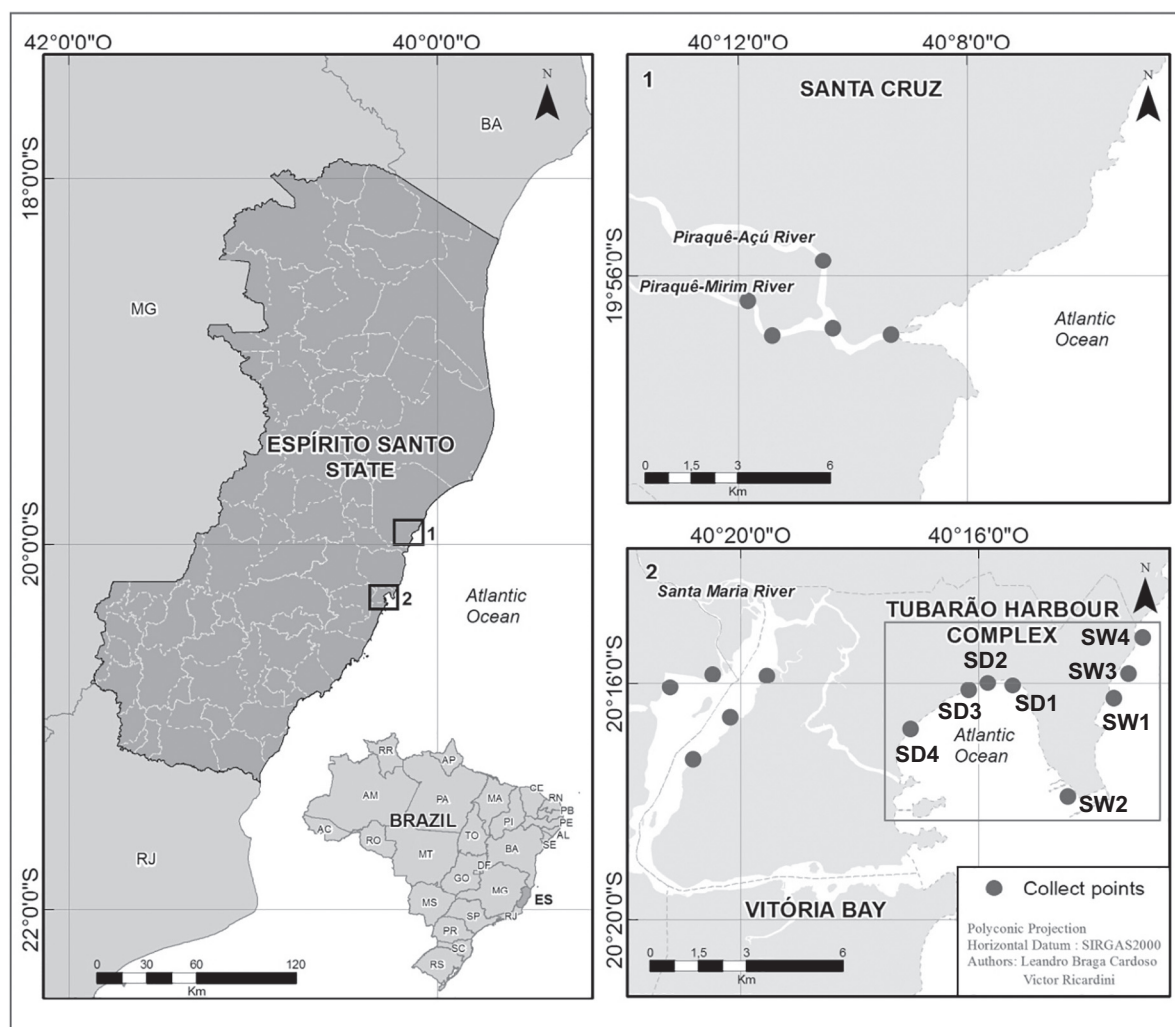 42°0'0"O
40°0'0"O
N
BA
18°0'0"S
MG
ESPÍRITO SANTO
STATE
1
20°0'0"S
2
Atlantic
Ocean
RJ
22°0'0"S
0 30 60 120
Km
RR
AP
AM
PA
MA
CE
RN
PB
PE
AL
SE
PI
BRAZIL
AC
RO
TO
BA
MT
DF
GO
MG
ES
MS
SP
RJ
PR
SC
RS
40°12'0"O
40°8'0"O
1
SANTA CRUZ
N
Piraquê-Açú River
19°56'0"S
Piraquê-Mirim River
Atlantic
Ocean
0 1,5 3 6
Km
40°20'0"O
40°16'0"O
2
Santa Maria River
N
TUBARÃO HARBOUR
COMPLEX
SW4
SD2
SW3
20°16'0"S
SD3
SD1
SW1
SD4
Atlantic
Ocean
SW2
VITÓRIA BAY
20°20'0"S
0 1,5 3 6
Km
Collect points
Polyconic Projection
Horizontal Datum : SIRGAS2000
Authors: Leandro Braga Cardoso
Victor Ricardini